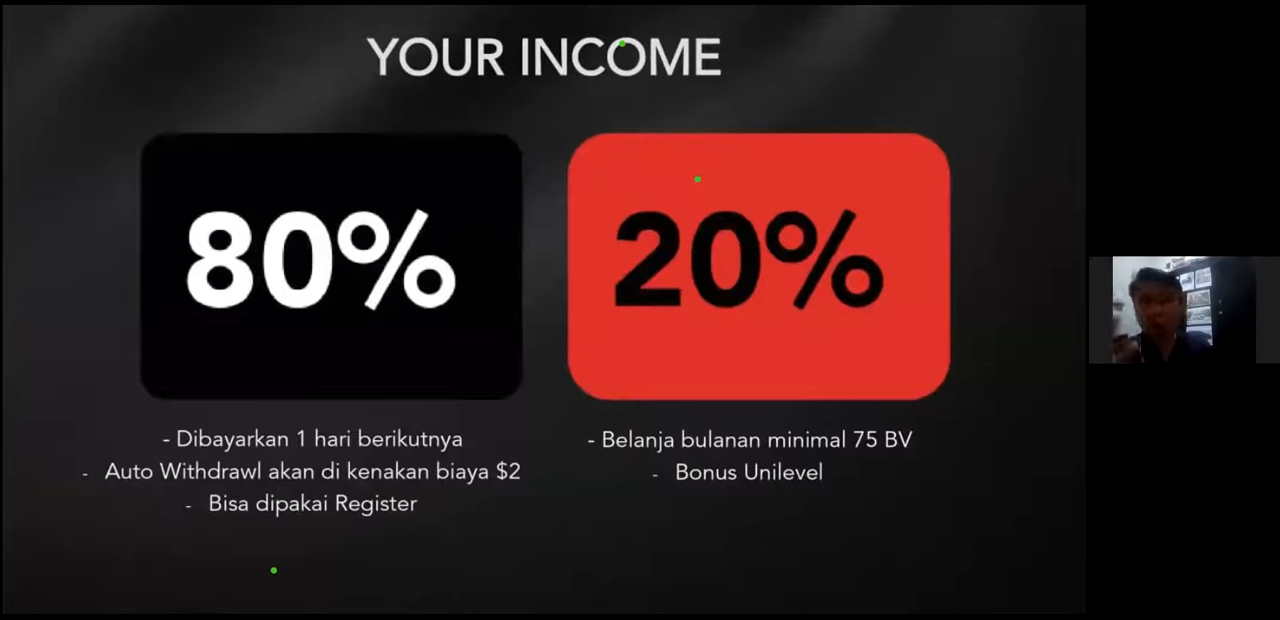 YOUR INCOME
80%
20%
- Dibayarkan 1 hari berikutnya
- Auto Withdrawl akan di kenakan biaya $2
- Bisa dipakai Register
- Belanja bulanan minimal 75 BV
- Bonus Unilevel